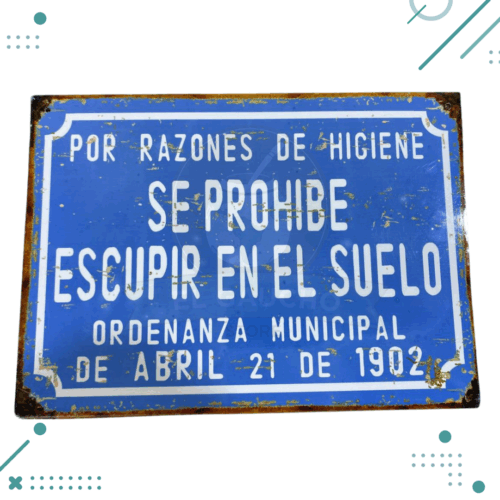 POR RAZONES DE HIGIENE
SE PROHIBE
ESCUPIR EN EL SUELO
ORDENANZA MUNICIPAL
DE ABRIL 21 DE 1902